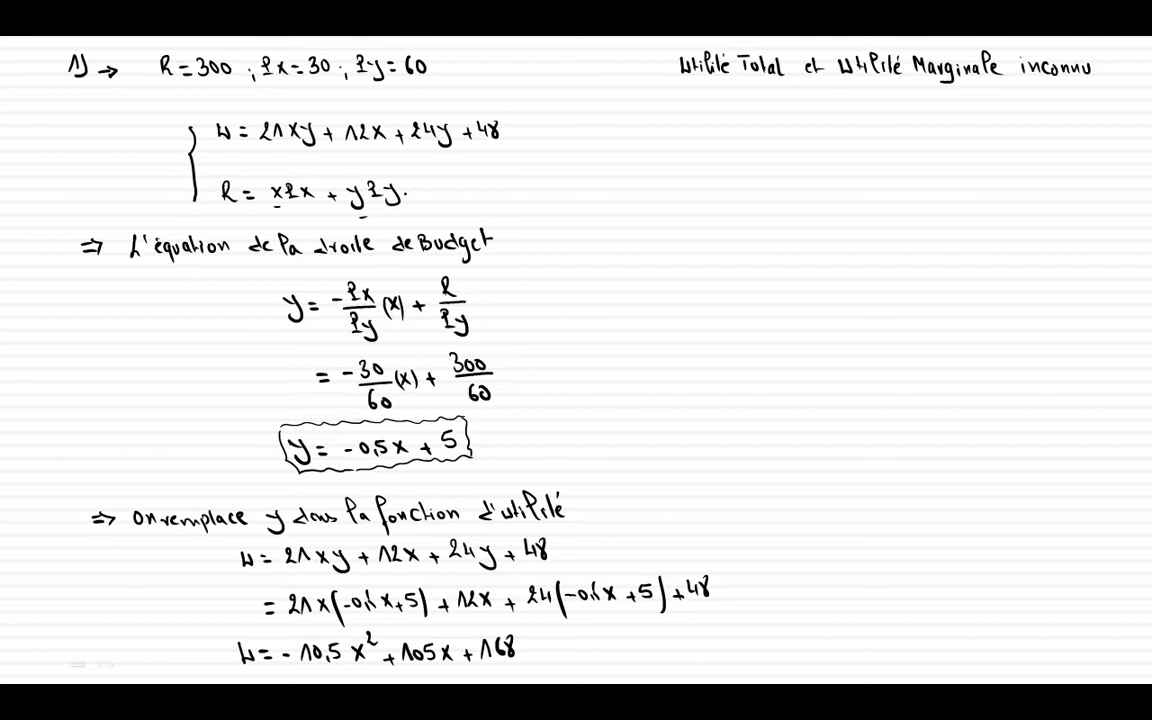 1) → R = 300 ; Px = 30 ; Py = 60
Utilité Total et Utilité Marginale inconnu
U = 21xy + 12x + 24y + 48
R = xPx + yPy.
⇒ L'équation de la droite de Budget
y = -Px/Py (x) + R/Py
= -30/60 (x) + 300/60
y = -0,5x + 5
⇒ On remplace y dans la fonction d'utilité
U = 21xy + 12x + 24y + 48
= 21x(-0,5x+5) + 12x + 24(-0,5x+5) + 48
U = -10,5x² + 105x + 168